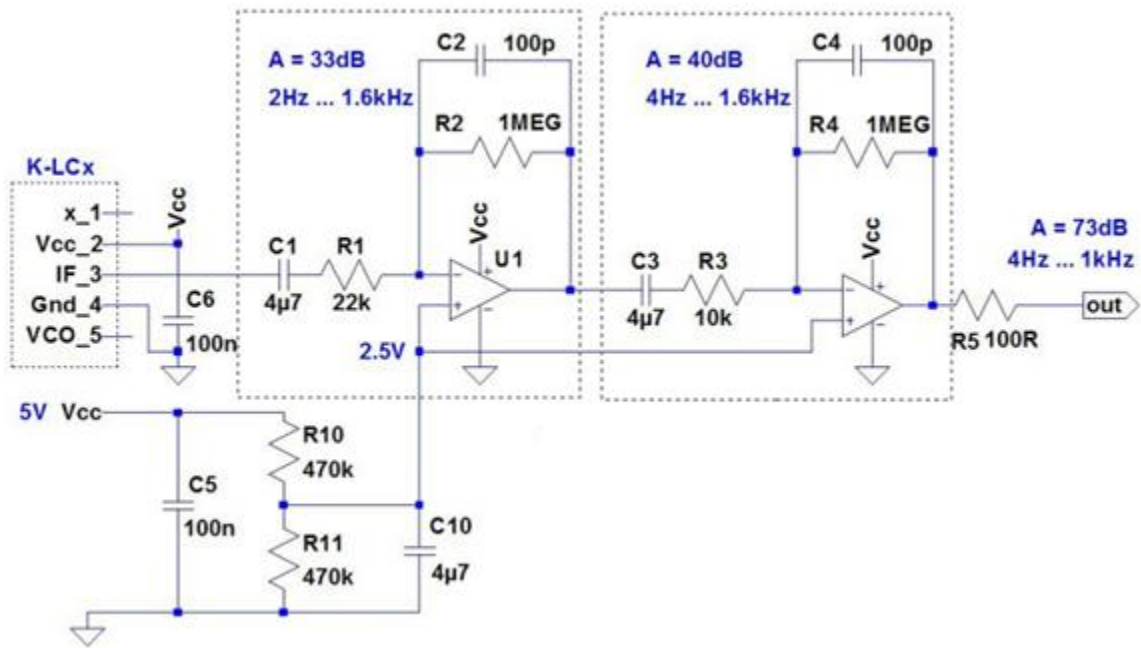 C2
100p
A = 33dB
2Hz ... 1.6kHz
R2
1MEG
C4
100p
A = 40dB
4Hz ... 1.6kHz
R4
1MEG
K-LCx
x_1
Vcc_2
IF_3
Gnd_4
VCO_5
Vcc
C6
100n
C1
4µ7
R1
22k
Vcc
U1
-
+
+
-
2.5V
C3
4µ7
R3
10k
Vcc
-
+
+
-
A = 73dB
4Hz ... 1kHz
R5
100R
out
5V
Vcc
C5
100n
R10
470k
R11
470k
C10
4µ7